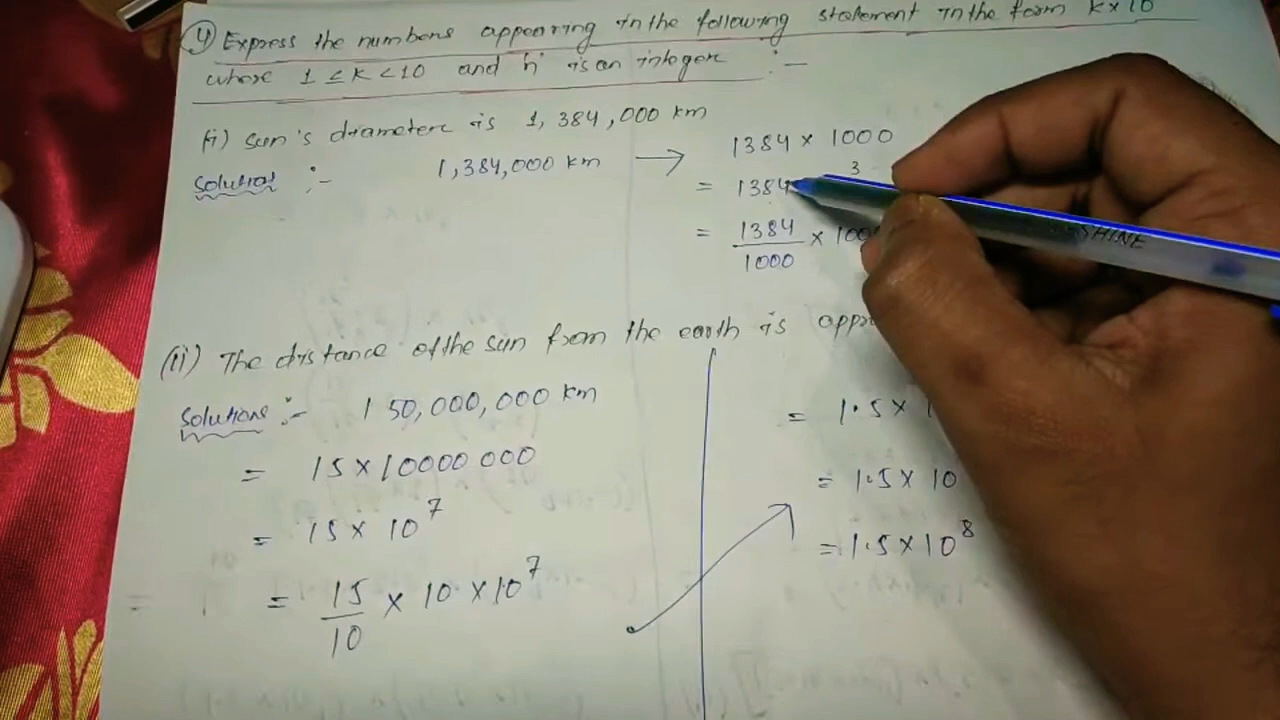 4) Express the numbers appearing in the following statement in the form K×10
where 1 ≤ K < 10 and 'n' is an integer :-
(i) Sun's diameter is 1,384,000 km
Solution :- 1,384,000 km → 1384 × 1000
= 1384 3
= 1384/1000 × 100
(ii) The distance of the sun from the earth is
Solutions :- 150,000,000 km
= 15 × 10000000
= 15 × 10^7
= 15/10 × 10 × 10^7
= 1.5 ×
= 1.5 × 10
= 1.5 × 10^8
SHINE